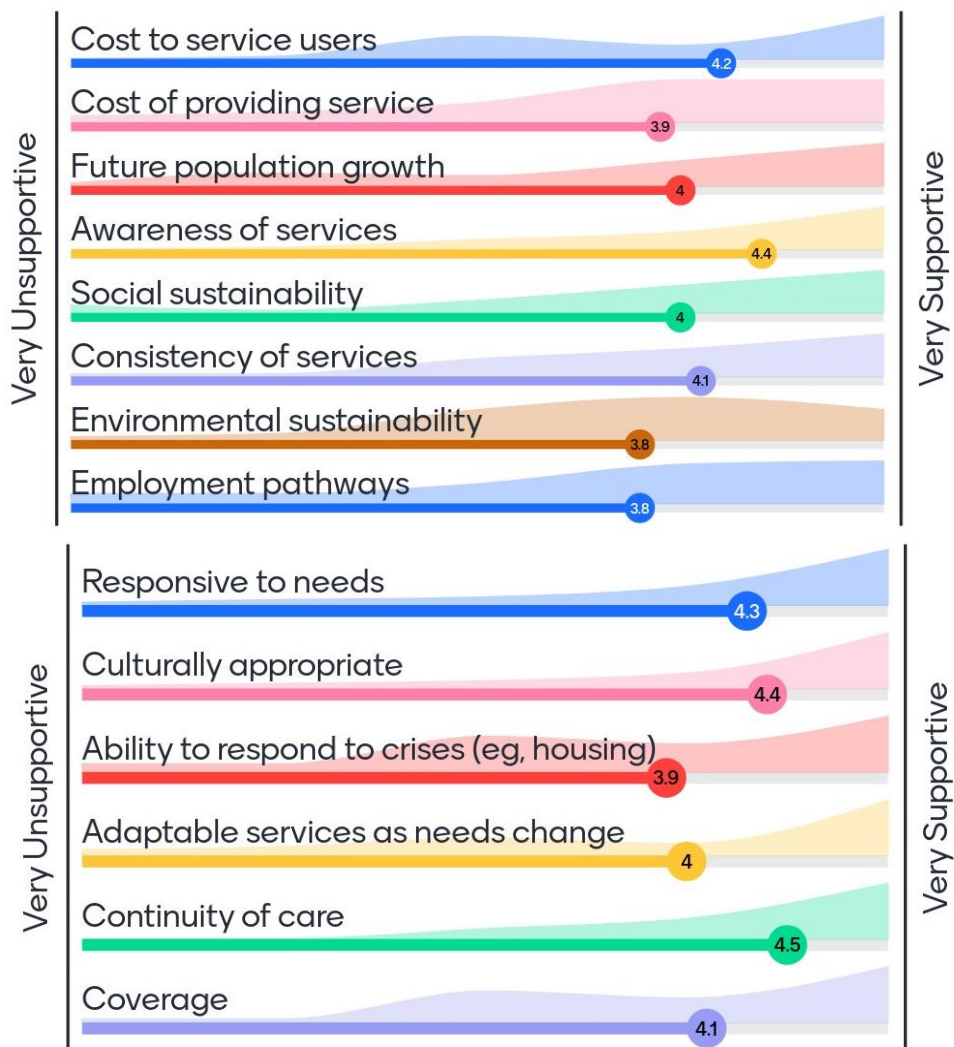 Very Unsupportive
Cost to service users
4.2
Cost of providing service
3.9
Future population growth
4
Awareness of services
4.4
Social sustainability
4
Consistency of services
4.1
Environmental sustainability
3.8
Employment pathways
3.8
Very Supportive
Very Unsupportive
Responsive to needs
4.3
Culturally appropriate
4.4
Ability to respond to crises (eg, housing)
3.9
Adaptable services as needs change
4
Continuity of care
4.5
Coverage
4.1
Very Supportive